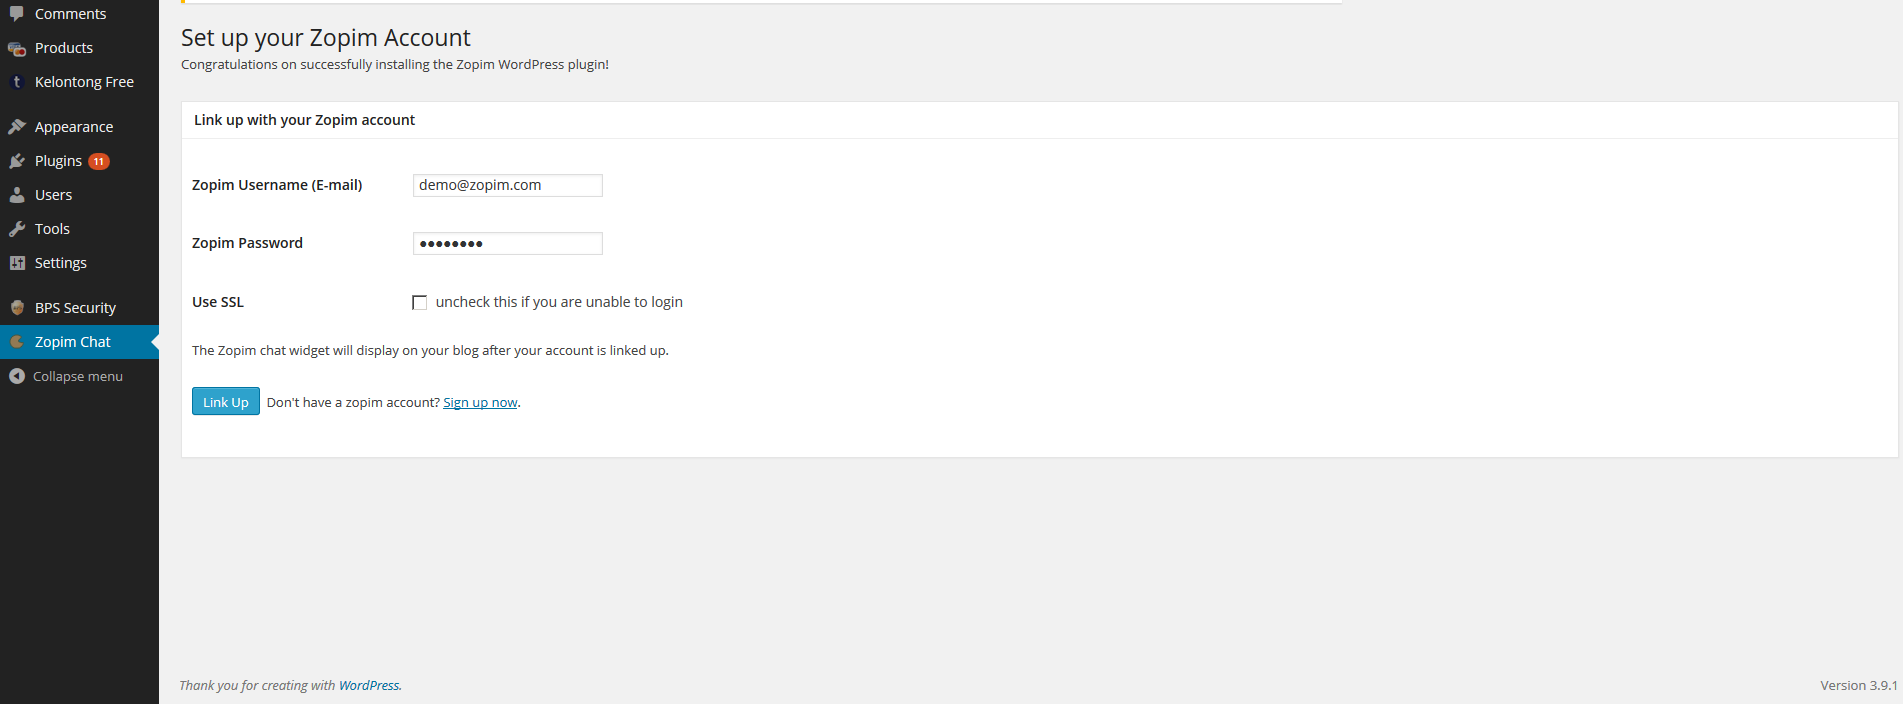 Comments
Products
Kelontong Free
Appearance
Plugins 11
Users
Tools
Settings
BPS Security
Zopim Chat
Collapse menu
Set up your Zopim Account
Congratulations on successfully installing the Zopim WordPress plugin!
Link up with your Zopim account
Zopim Username (E-mail) demo@zopim.com
Zopim Password ••••••••
Use SSL uncheck this if you are unable to login
The Zopim chat widget will display on your blog after your account is linked up.
Link Up Don't have a zopim account? Sign up now.
Thank you for creating with WordPress. Version 3.9.1